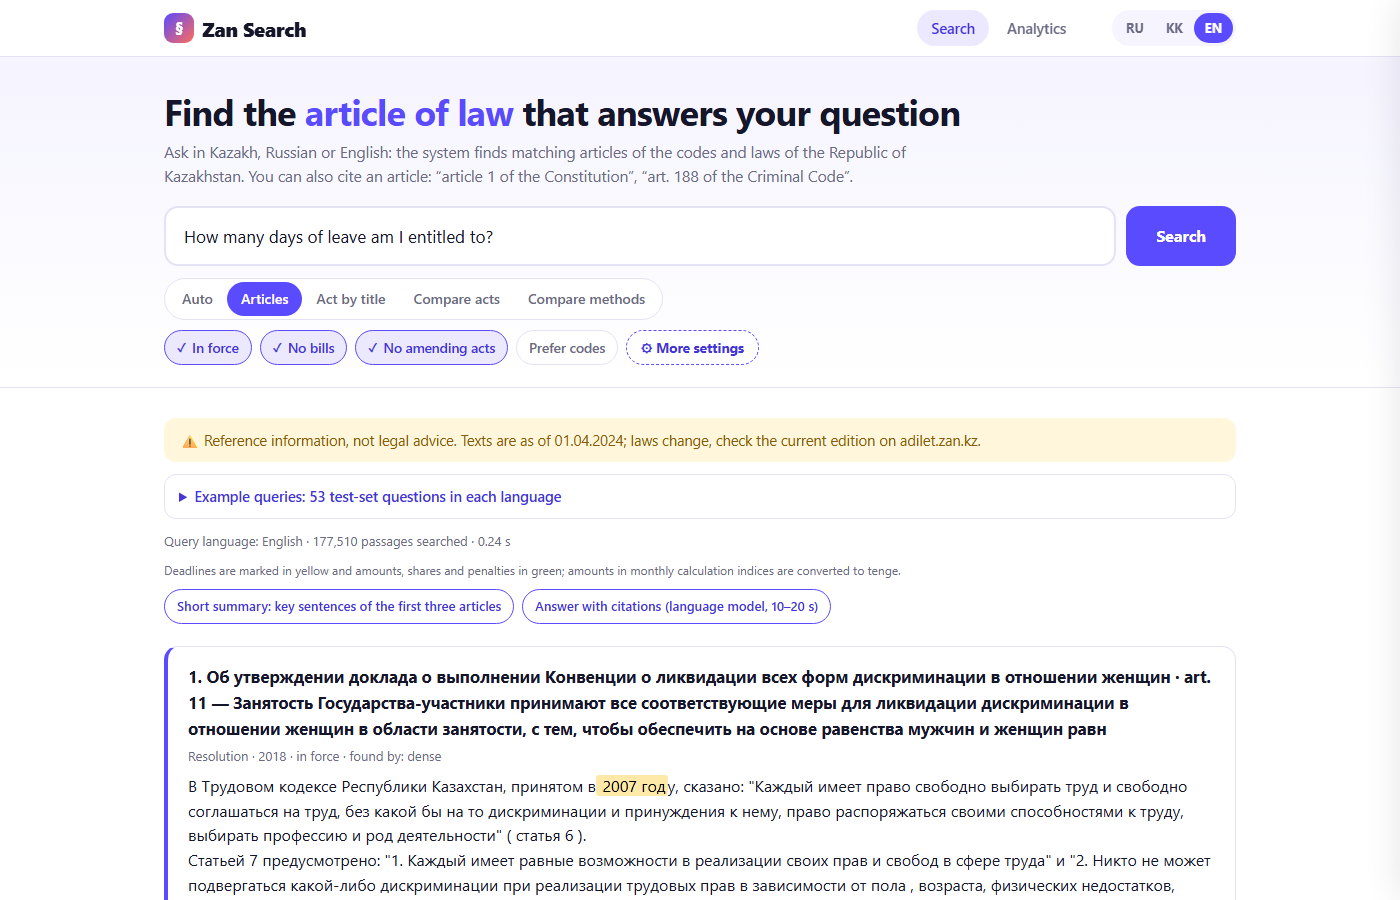 § Zan Search
Search Analytics RU KK EN
Find the article of law that answers your question
Ask in Kazakh, Russian or English: the system finds matching articles of the codes and laws of the Republic of
Kazakhstan. You can also cite an article: “article 1 of the Constitution”, “art. 188 of the Criminal Code”.
How many days of leave am I entitled to?
Search
Auto Articles Act by title Compare acts Compare methods
✓ In force ✓ No bills ✓ No amending acts Prefer codes ⚙ More settings
⚠ Reference information, not legal advice. Texts are as of 01.04.2024; laws change, check the current edition on adilet.zan.kz.
▶ Example queries: 53 test-set questions in each language
Query language: English · 177,510 passages searched · 0.24 s
Deadlines are marked in yellow and amounts, shares and penalties in green; amounts in monthly calculation indices are converted to tenge.
Short summary: key sentences of the first three articles Answer with citations (language model, 10–20 s)
1. Об утверждении доклада о выполнении Конвенции о ликвидации всех форм дискриминации в отношении женщин · art.
11 — Занятость Государства-участники принимают все соответствующие меры для ликвидации дискриминации в
отношении женщин в области занятости, с тем, чтобы обеспечить на основе равенства мужчин и женщин равн
Resolution · 2018 · in force · found by: dense
В Трудовом кодексе Республики Казахстан, принятом в 2007 году, сказано: "Каждый имеет право свободно выбирать труд и свободно
соглашаться на труд, без какой бы на то дискриминации и принуждения к нему, право распоряжаться своими способностями к труду,
выбирать профессию и род деятельности" ( статья 6 ).
Статьей 7 предусмотрено: "1. Каждый имеет равные возможности в реализации своих прав и свобод в сфере труда" и "2. Никто не может
подвергаться какой-либо дискриминации при реализации трудовых прав в зависимости от пола , возраста, физических недостатков,